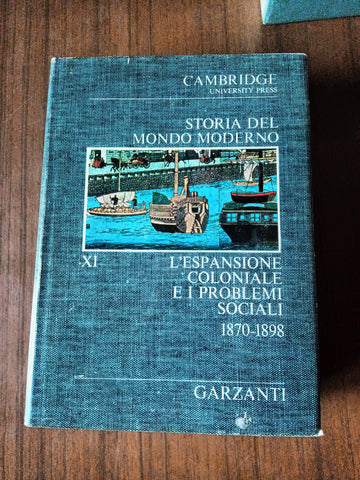 CAMBRIDGE
UNIVERSITY PRESS
STORIA DEL
MONDO MODERNO
XI L'ESPANSIONE
COLONIALE
E I PROBLEMI
SOCIALI
1870-1898
GARZANTI